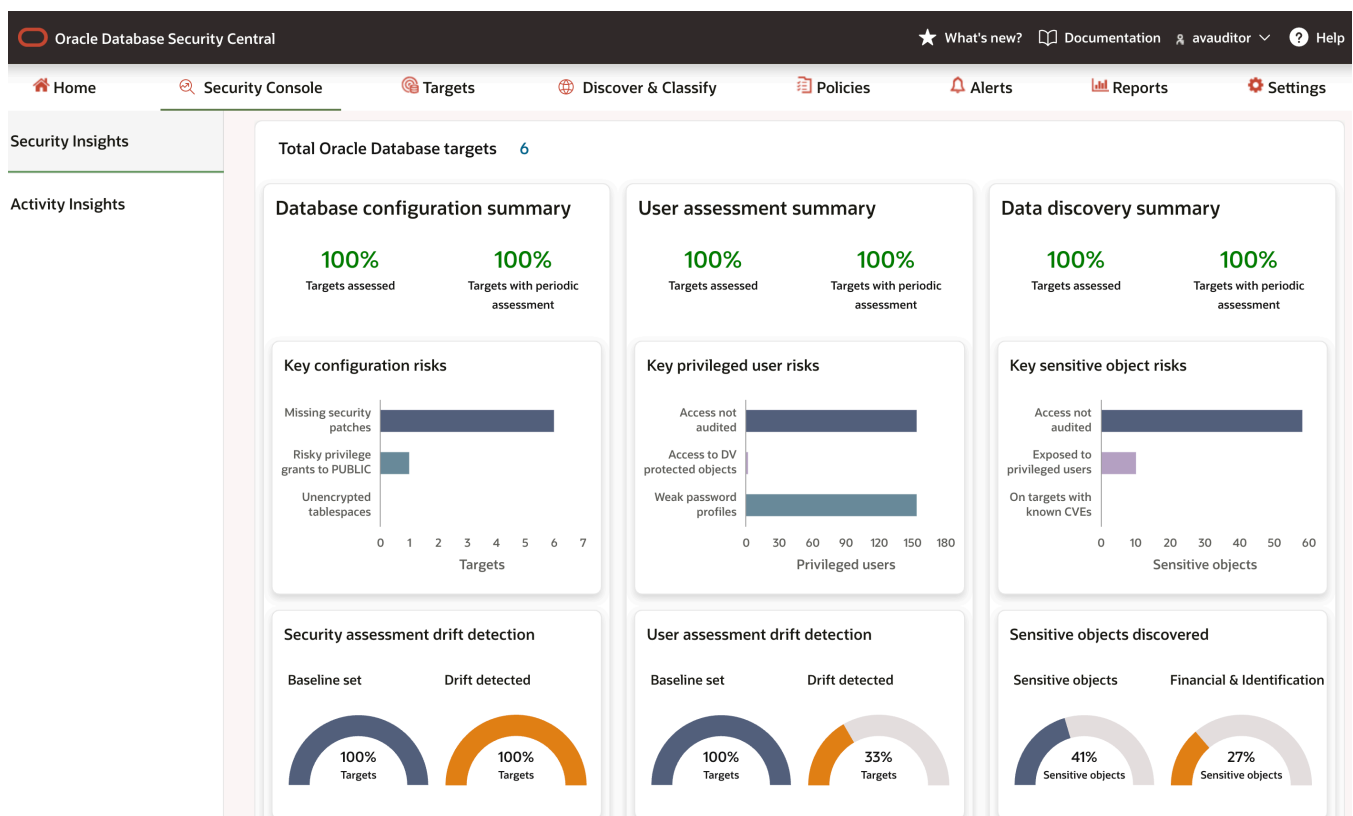 Oracle Database Security Central
What's new?
Documentation
avauditor
? Help
Home
Security Console
Targets
Discover & Classify
Policies
Alerts
Reports
Settings
Security Insights
Activity Insights
Total Oracle Database targets 6
Database configuration summary
100%
Targets assessed
100%
Targets with periodic
assessment
Key configuration risks
Missing security
patches
Risky privilege
grants to PUBLIC
Unencrypted
tablespaces
0 1 2 3 4 5 6 7
Targets
Security assessment drift detection
Baseline set
100%
Targets
Drift detected
100%
Targets
User assessment summary
100%
Targets assessed
100%
Targets with periodic
assessment
Key privileged user risks
Access not
audited
Access to DV
protected objects
Weak password
profiles
0 30 60 90 120 150 180
Privileged users
User assessment drift detection
Baseline set
100%
Targets
Drift detected
33%
Targets
Data discovery summary
100%
Targets assessed
100%
Targets with periodic
assessment
Key sensitive object risks
Access not
audited
Exposed to
privileged users
On targets with
known CVEs
0 10 20 30 40 50 60
Sensitive objects
Sensitive objects discovered
Sensitive objects
41%
Sensitive objects
Financial & Identification
27%
Sensitive objects